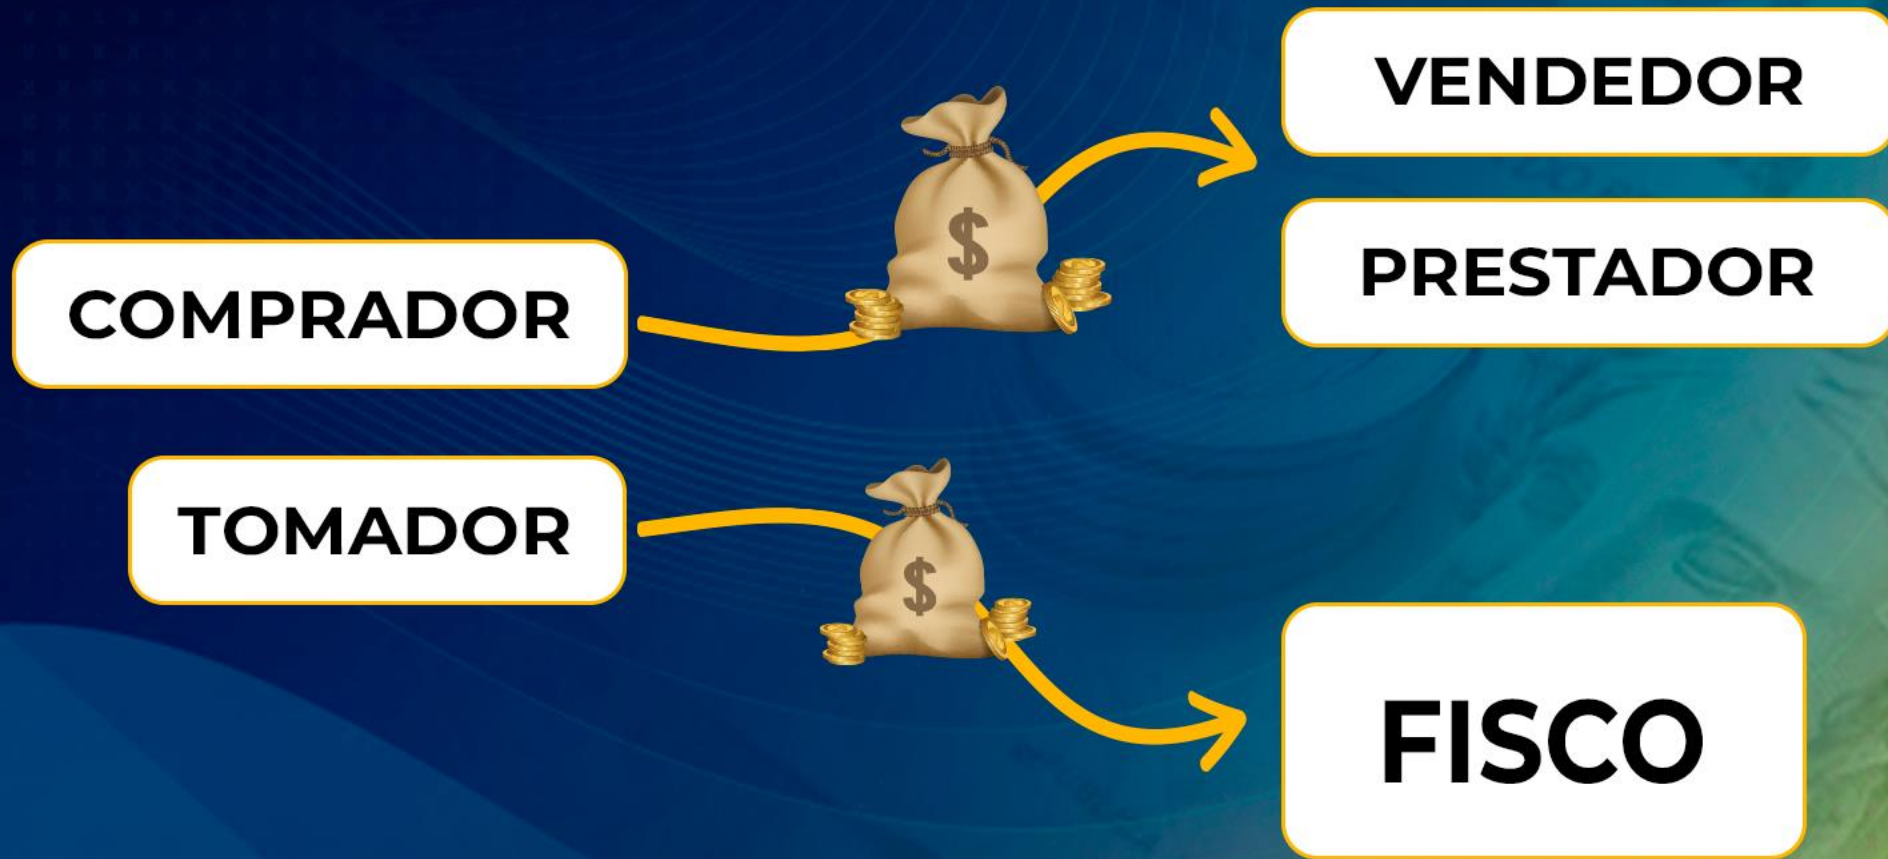 VENDEDOR
PRESTADOR
COMPRADOR
$
TOMADOR
$
FISCO